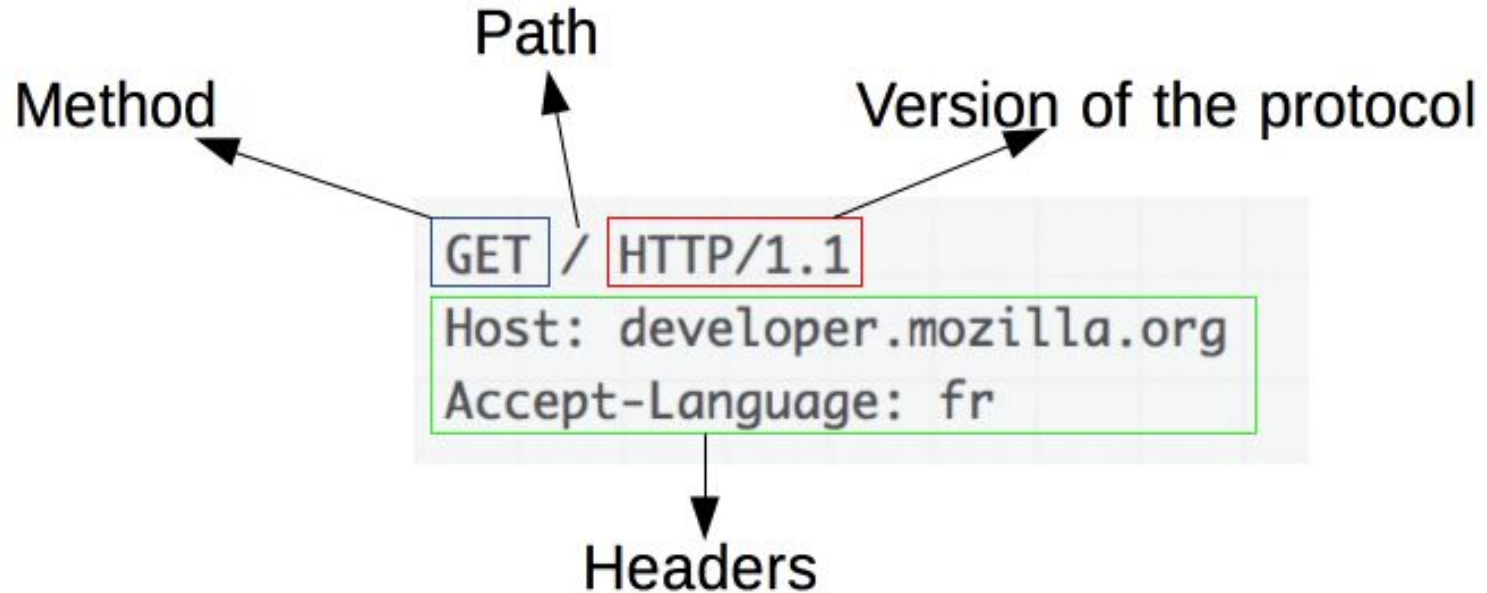 Path
Method
Version of the protocol
GET / HTTP/1.1
Host: developer.mozilla.org
Accept-Language: fr
Headers